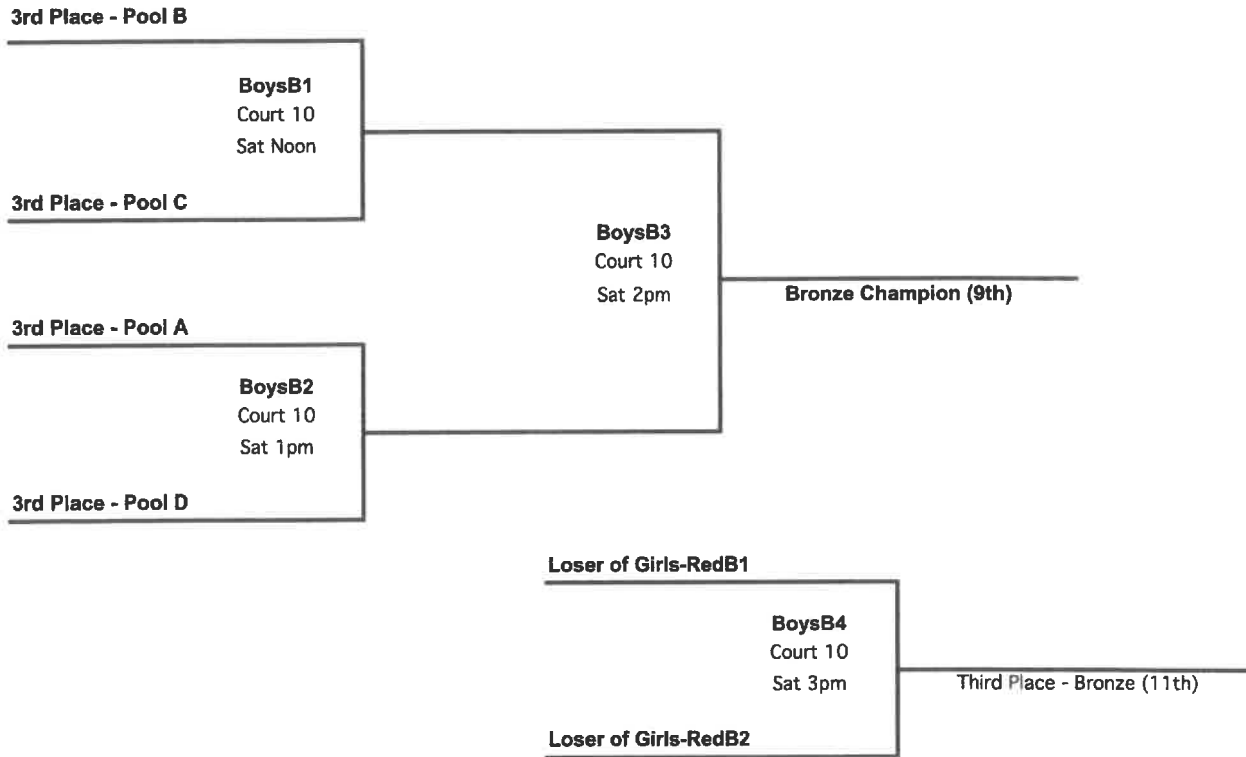 3rd Place - Pool B
BoysB1
Court 10
Sat Noon
3rd Place - Pool C
BoysB3
Court 10
Sat 2pm
Bronze Champion (9th)
3rd Place - Pool A
BoysB2
Court 10
Sat 1pm
3rd Place - Pool D
Loser of Girls-RedB1
BoysB4
Court 10
Sat 3pm
Third Place - Bronze (11th)
Loser of Girls-RedB2